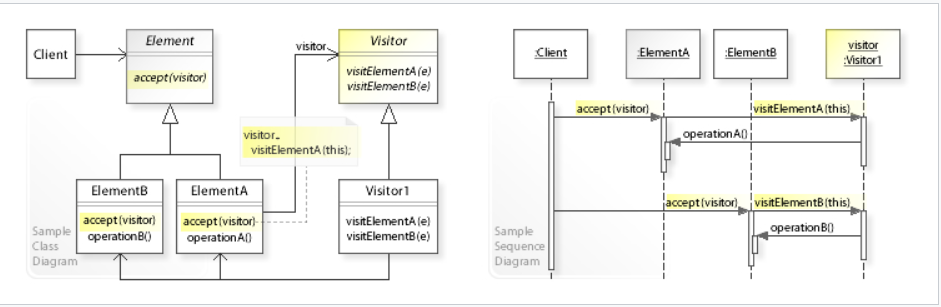 Client
Element
accept(visitor)
visitor
Visitor
visitElementA(e)
visitElementB(e)
visitor.
visitElementA(this);
ElementB
accept(visitor)
operationB()
ElementA
accept(visitor)
operationA()
Visitor1
visitElementA(e)
visitElementB(e)
Sample
Class
Diagram
:Client
:ElementA
:ElementB
visitor
:Visitor1
accept(visitor)
visitElementA(this)
operationA()
accept(visitor)
visitElementB(this)
operationB()
Sample
Sequence
Diagram